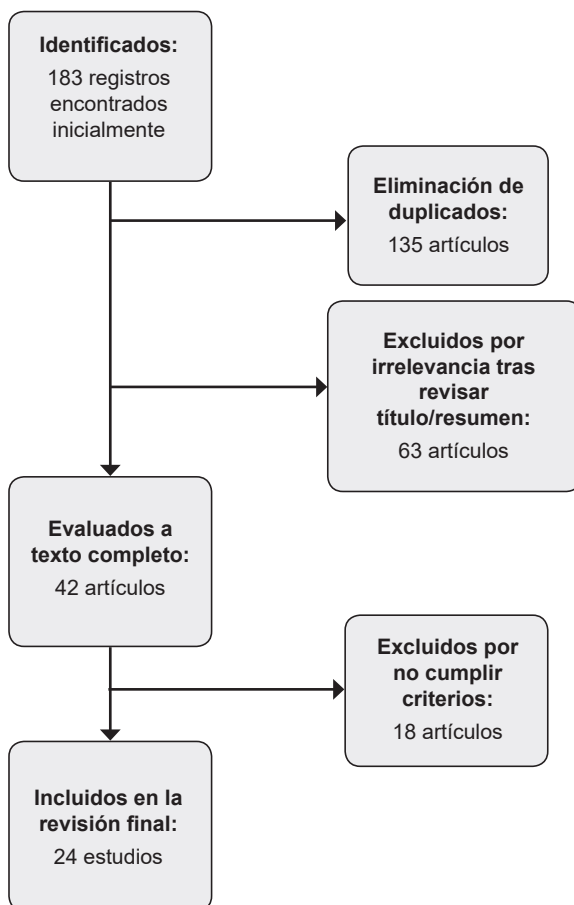 Identificados:
183 registros
encontrados
inicialmente
Eliminación de
duplicados:
135 artículos
Excluidos por
irrelevancia tras
revisar
título/resumen:
63 artículos
Evaluados a
texto completo:
42 artículos
Excluidos por
no cumplir
criterios:
18 artículos
Incluidos en la
revisión final:
24 estudios